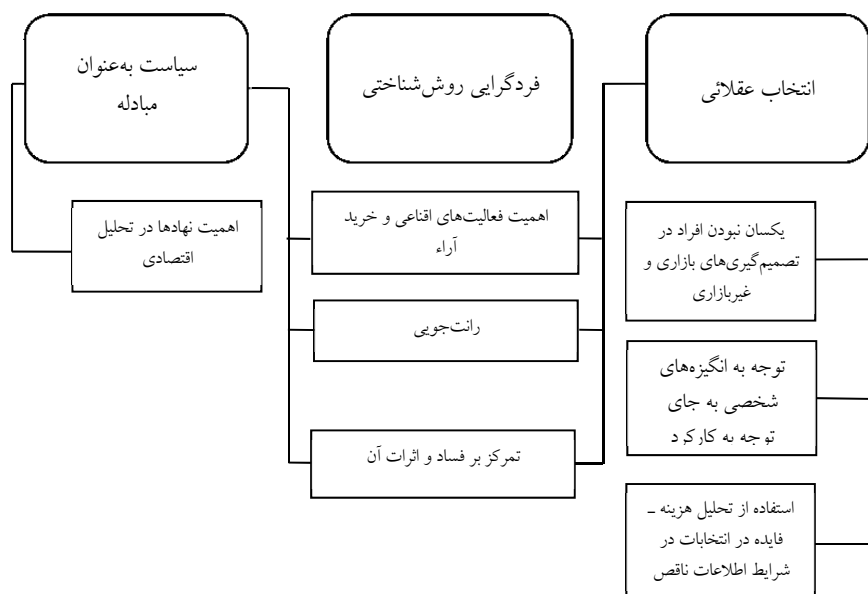 انتخاب عقلائی
فردگرایی روش‌شناختی
سیاست به‌عنوان
مبادله
یکسان نبودن افراد در
تصمیم‌گیری‌های بازاری و
غیربازاری
توجه به انگیزه‌های
شخصی به جای
توجه به کارکرد
استفاده از تحلیل هزینه ـ
فایده در انتخابات در
شرایط اطلاعات ناقص
اهمیت فعالیت‌های اقناعی و خرید
آراء
رانت‌جویی
تمرکز بر فساد و اثرات آن
اهمیت نهادها در تحلیل
اقتصادی